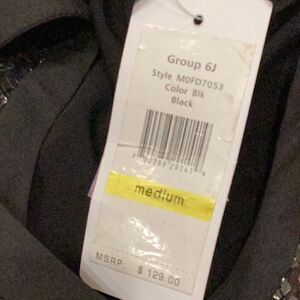 Group 6J
Style M0FD7053
Color Blk
Black
medium
MSRP:
$ 129.00